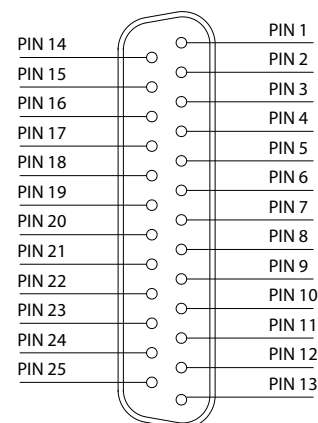 PIN 1
PIN 14
PIN 2
PIN 15
PIN 3
PIN 16
PIN 4
PIN 17
PIN 5
PIN 18
PIN 6
PIN 19
PIN 7
PIN 20
PIN 8
PIN 21
PIN 9
PIN 22
PIN 10
PIN 23
PIN 11
PIN 24
PIN 12
PIN 25
PIN 13